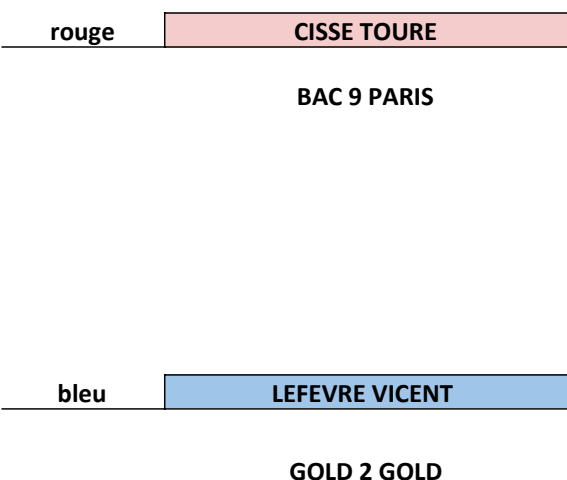 rouge CISSE TOURE
BAC 9 PARIS
bleu LEFEVRE VICENT
GOLD 2 GOLD